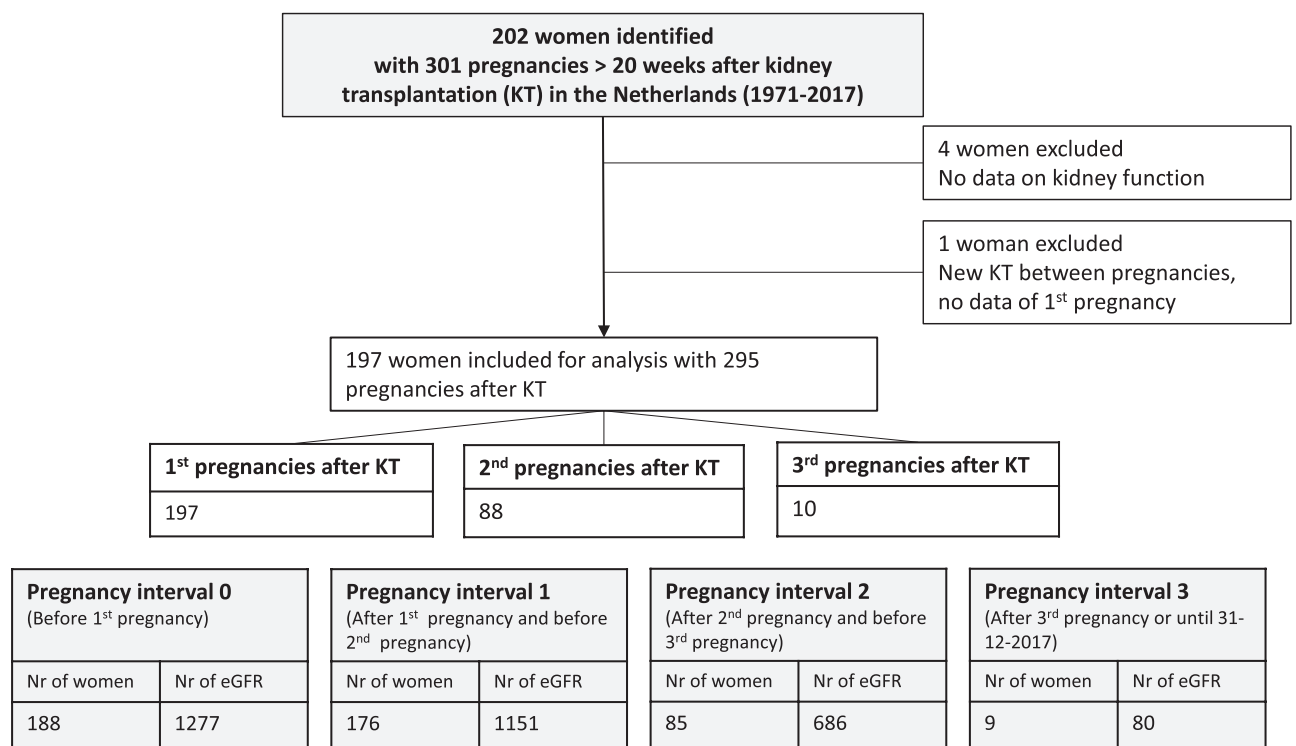 202 women identified
with 301 pregnancies > 20 weeks after kidney
transplantation (KT) in the Netherlands (1971-2017)
4 women excluded
No data on kidney function
1 woman excluded
New KT between pregnancies,
no data of 1st pregnancy
197 women included for analysis with 295
pregnancies after KT
1st pregnancies after KT
197
2nd pregnancies after KT
88
3rd pregnancies after KT
10
Pregnancy interval 0
(Before 1st pregnancy)
Nr of women
Nr of eGFR
188
1277
Pregnancy interval 1
(After 1st pregnancy and before
2nd pregnancy)
Nr of women
Nr of eGFR
176
1151
Pregnancy interval 2
(After 2nd pregnancy and before
3rd pregnancy)
Nr of women
Nr of eGFR
85
686
Pregnancy interval 3
(After 3rd pregnancy or until 31-
12-2017)
Nr of women
Nr of eGFR
9
80